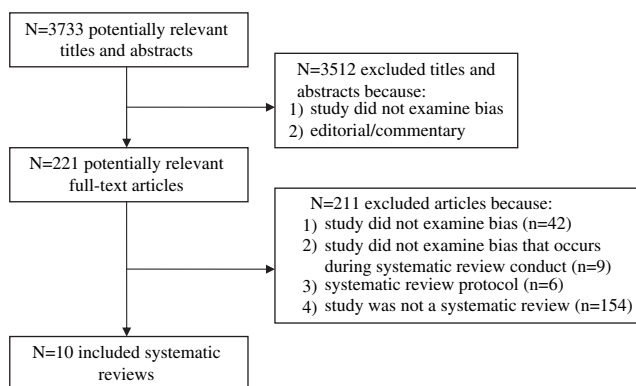 N=3733 potentially relevant
titles and abstracts
N=3512 excluded titles and
abstracts because:
1) study did not examine bias
2) editorial/commentary
N=221 potentially relevant
full-text articles
N=211 excluded articles because:
1) study did not examine bias (n=42)
2) study did not examine bias that occurs
during systematic review conduct (n=9)
3) systematic review protocol (n=6)
4) study was not a systematic review (n=154)
N=10 included systematic
reviews